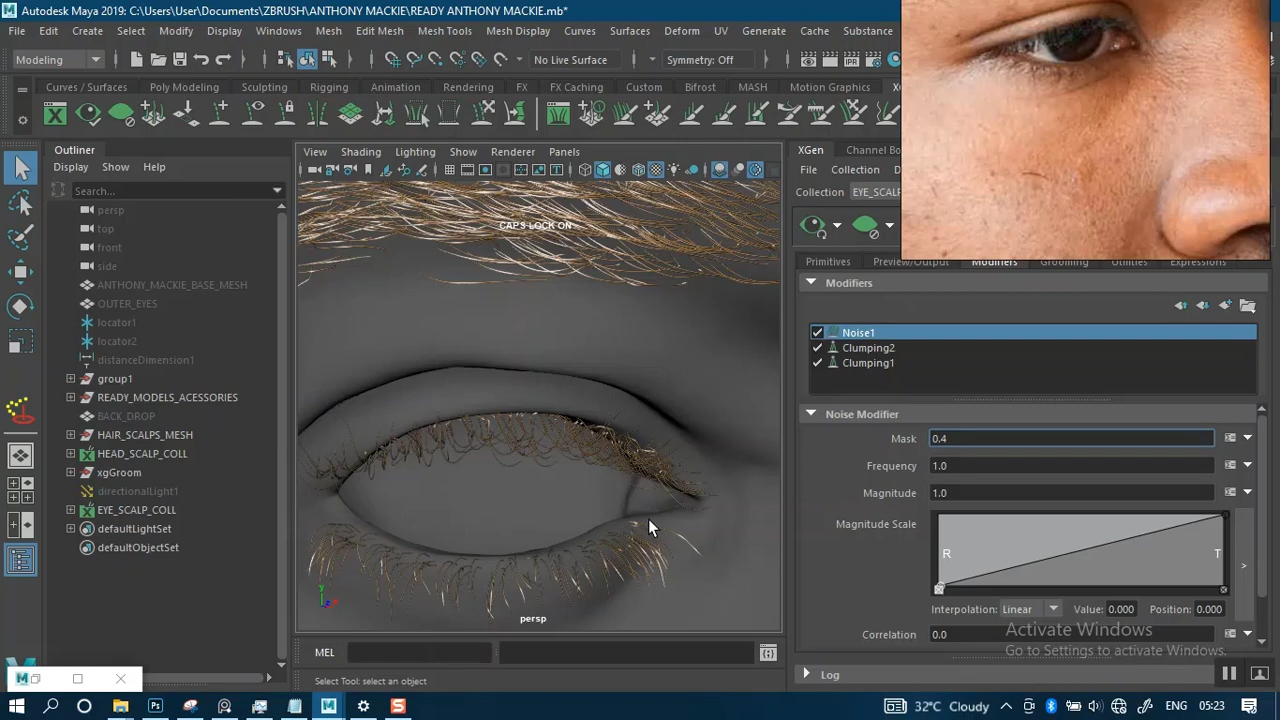 Autodesk Maya 2019: C:\Users\User\Documents\ZBRUSH\ANTHONY MACKIE\READY ANTHONY MACKIE.mb*
File Edit Create Select Modify Display Windows Mesh Edit Mesh Mesh Tools Mesh Display Curves Surfaces Deform UV Generate Cache Substance
Modeling No Live Surface Symmetry: Off
Curves / Surfaces Poly Modeling Sculpting Rigging Animation Rendering FX FX Caching Custom Bifrost MASH Motion Graphics
Outliner
Display Show Help
Search...
persp
top
front
side
ANTHONY_MACKIE_BASE_MESH
OUTER_EYES
locator1
locator2
distanceDimension1
group1
READY_MODELS_ACESSORIES
BACK_DROP
HAIR_SCALPS_MESH
HEAD_SCALP_COLL
xgGroom
directionalLight1
EYE_SCALP_COLL
defaultLightSet
defaultObjectSet
View Shading Lighting Show Renderer Panels
CAPS LOCK ON
persp
MEL
Select Tool: select an object
XGen Channel Bo
File Collection
Collection EYE_SCALP
Primitives Preview/Output Modifiers Grooming Utilities Expressions
Modifiers
Noise1
Clumping2
Clumping1
Noise Modifier
Mask 0.4
Frequency 1.0
Magnitude 1.0
Magnitude Scale
R T
>
Interpolation: Linear Value: 0.000 Position: 0.000
Correlation 0.0
Activate Windows
Go to Settings to activate Windows.
Log
32°C Cloudy ENG 05:23